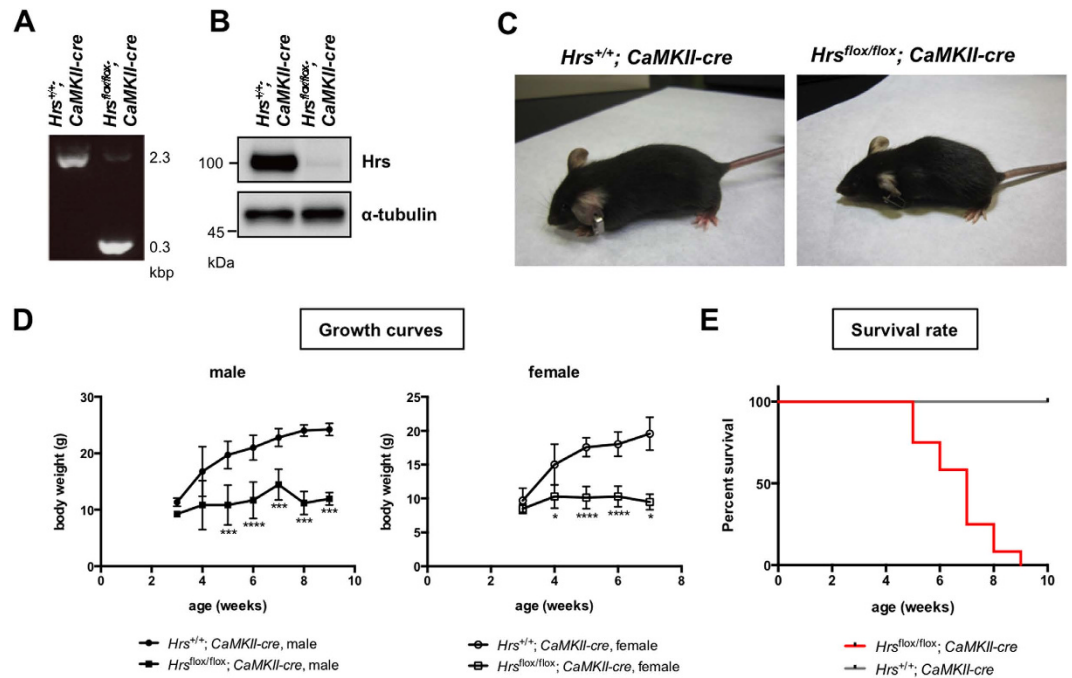 A
Hrs+/+;
CaMKII-cre
Hrsflox/flox;
CaMKII-cre
2.3
0.3
kbp
B
Hrs+/+;
CaMKII-cre
Hrsflox/flox;
CaMKII-cre
100
Hrs
α-tubulin
45
kDa
C
Hrs+/+; CaMKII-cre
Hrsflox/flox; CaMKII-cre
D
Growth curves
male
body weight (g)
30
20
10
0
*** **** *** *** ***
0 2 4 6 8 10
age (weeks)
Hrs+/+; CaMKII-cre, male
Hrsflox/flox; CaMKII-cre, male
female
body weight (g)
25
20
15
10
5
0
* **** **** *
0 2 4 6 8
age (weeks)
Hrs+/+; CaMKII-cre, female
Hrsflox/flox; CaMKII-cre, female
E
Survival rate
Percent survival
100
50
0
0 2 4 6 8 10
age (weeks)
Hrsflox/flox; CaMKII-cre
Hrs+/+; CaMKII-cre